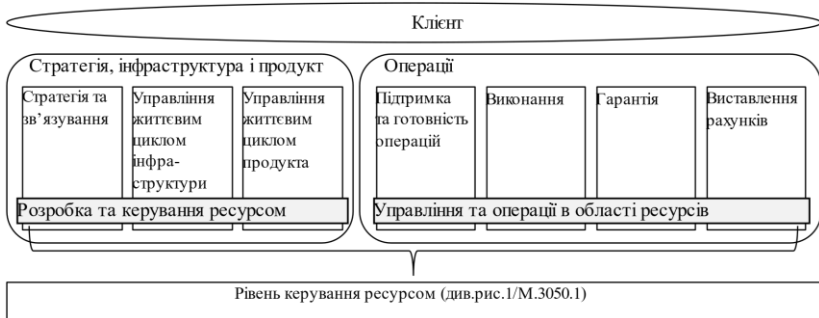 Клієнт
Стратегія, інфраструктура і продукт
Операції
Стратегія та
зв’язування
Управління
життєвим
циклом
інфра-
структури
Управління
життєвим
циклом
продукта
Підтримка
та готовність
операцій
Виконання
Гарантія
Виставлення
рахунків
Розробка та керування ресурсом
Управління та операції в області ресурсів
Рівень керування ресурсом (див.рис.1/М.3050.1)